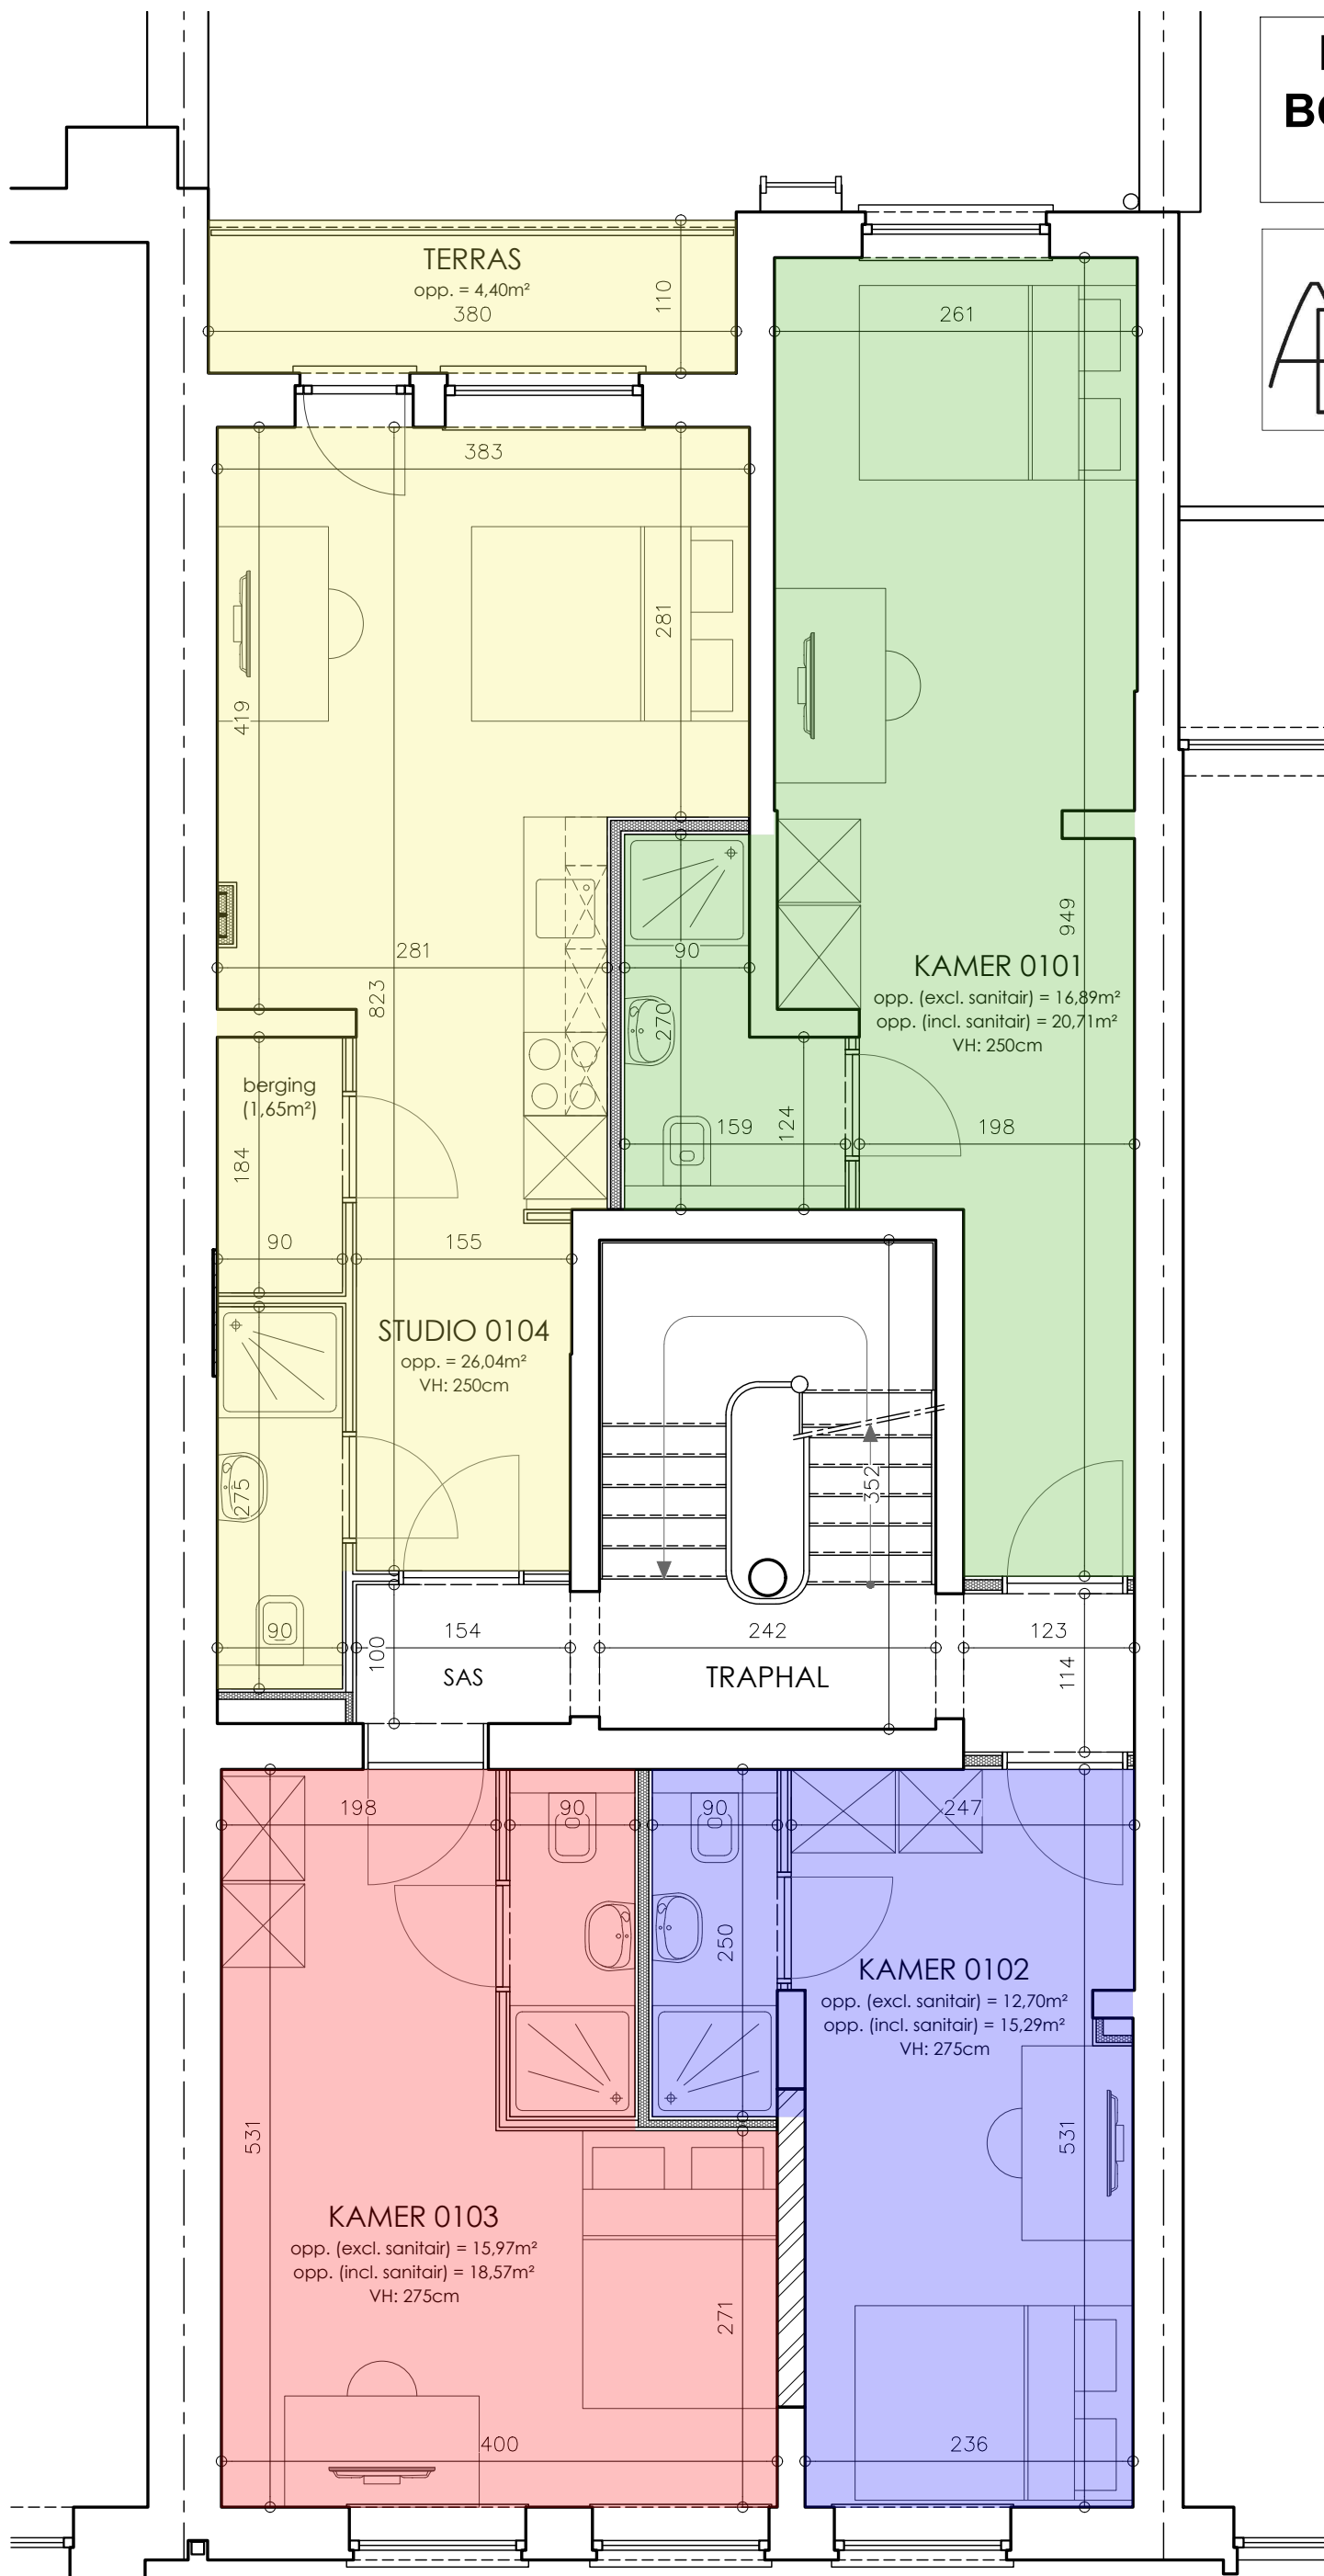 TERRAS
opp. = 4,40m²
380
110
261
383
281
419
KAMER 0101
opp. (excl. sanitair) = 16,89m²
opp. (incl. sanitair) = 20,71m²
VH: 250cm
949
281
90
823
270
berging
(1,65m²)
184
159
124
198
90
155
STUDIO 0104
opp. = 26,04m²
VH: 250cm
275
352
90
100
154
SAS
242
TRAPHAL
123
114
198
90
90
247
250
KAMER 0102
opp. (excl. sanitair) = 12,70m²
opp. (incl. sanitair) = 15,29m²
VH: 275cm
531
531
KAMER 0103
opp. (excl. sanitair) = 15,97m²
opp. (incl. sanitair) = 18,57m²
VH: 275cm
271
400
236